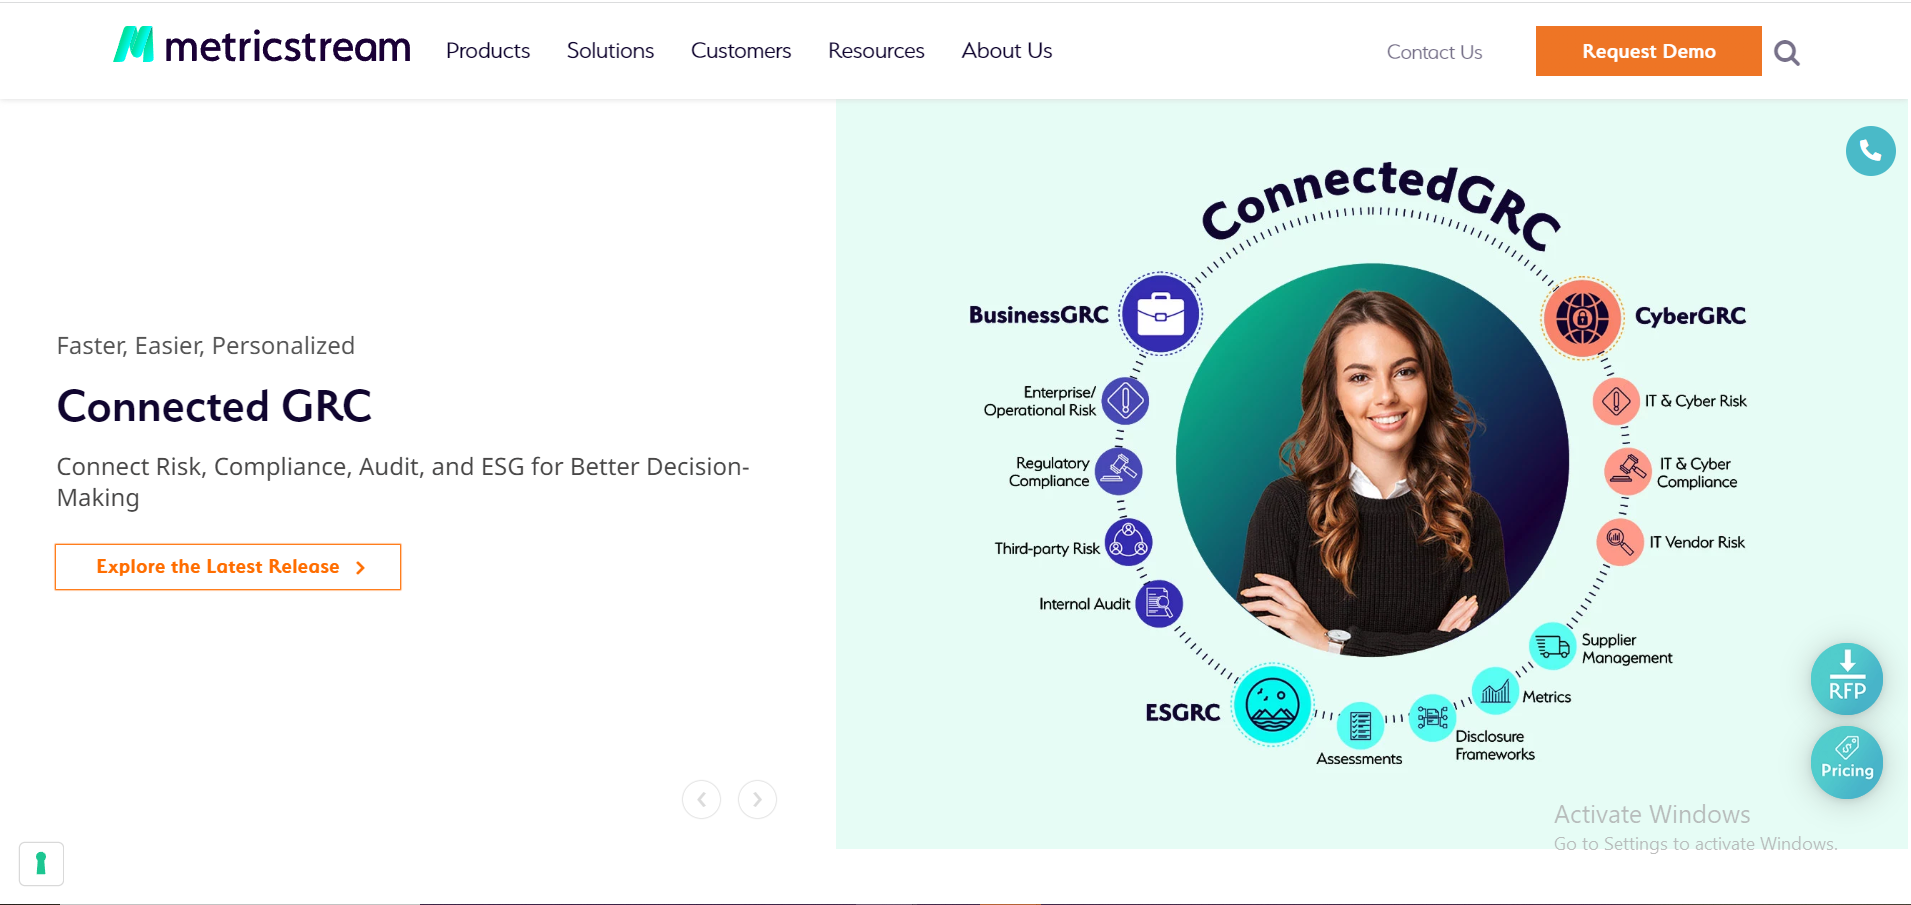 metricstream
Products
Solutions
Customers
Resources
About Us
Contact Us
Request Demo
Faster, Easier, Personalized
Connected GRC
Connect Risk, Compliance, Audit, and ESG for Better Decision-
Making
Explore the Latest Release
ConnectedGRC
BusinessGRC
Enterprise/
Operational Risk
Regulatory
Compliance
Third-party Risk
Internal Audit
CyberGRC
IT & Cyber Risk
IT & Cyber
Compliance
IT Vendor Risk
ESGRC
Assessments
Disclosure
Frameworks
Metrics
Supplier
Management
RFP
Pricing
Activate Windows
Go to Settings to activate Windows.